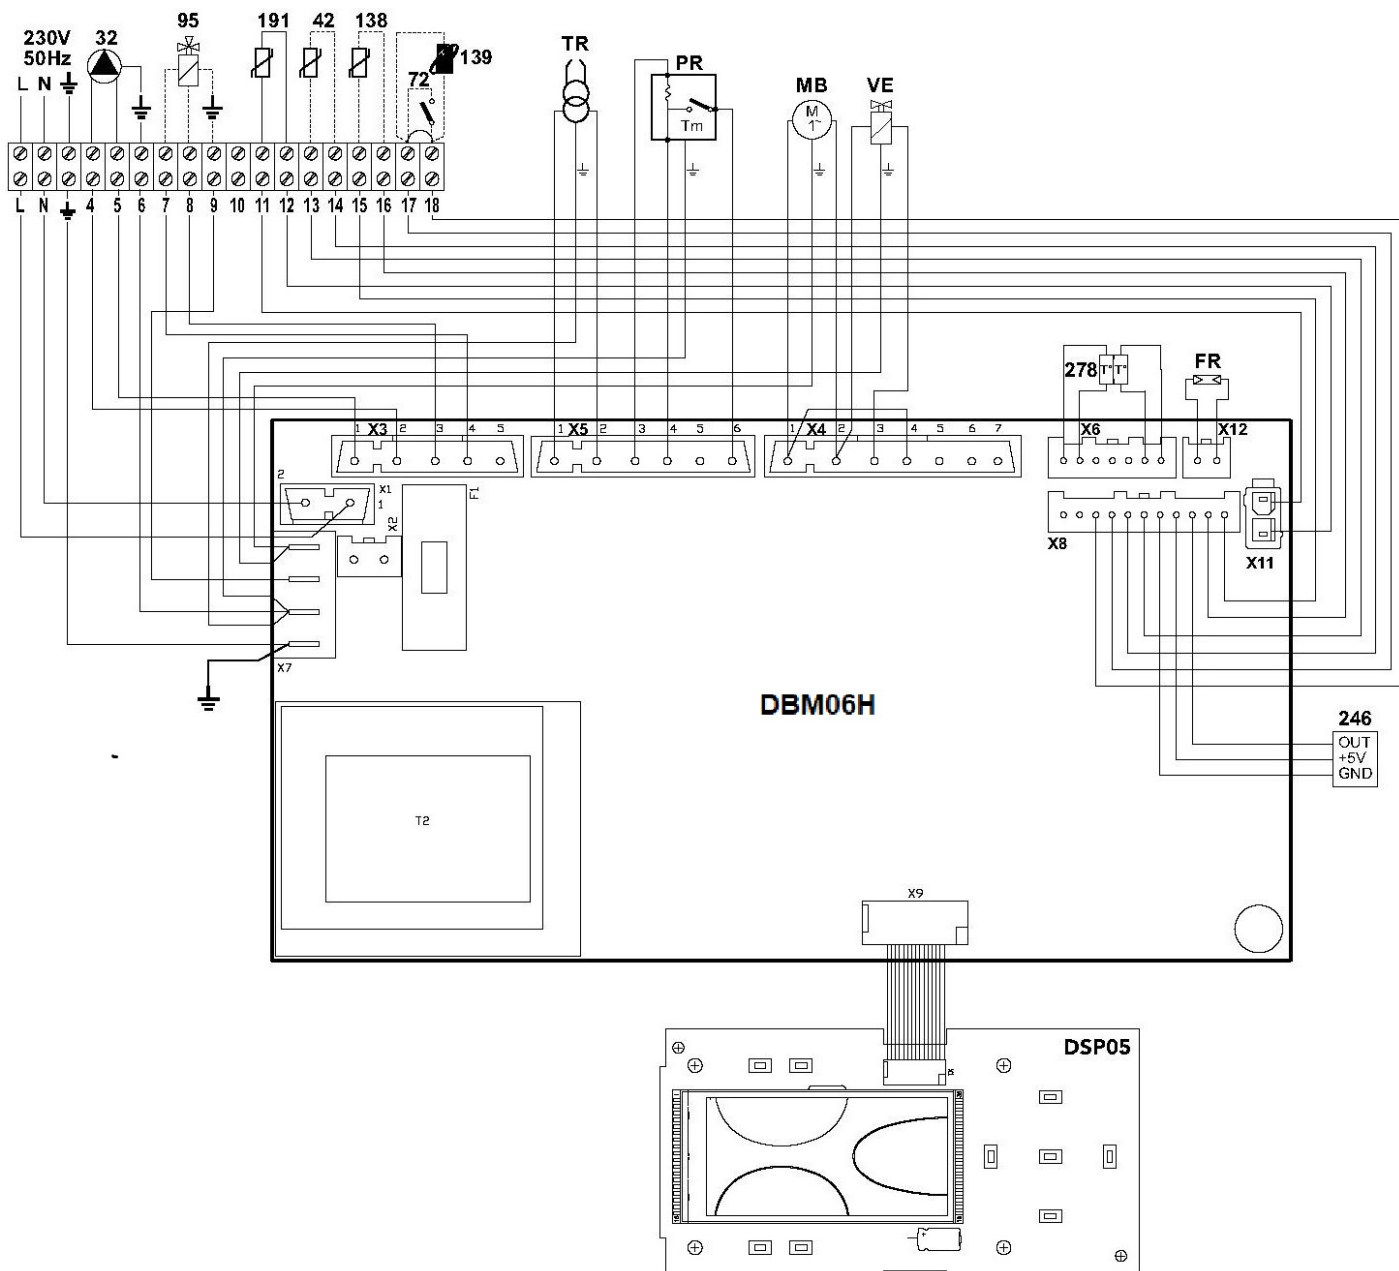 95 191 42 138
230V 32
50Hz
TR
139
PR
72
L N
MB VE
M
1~
Tm
L N 4 5 6 7 8 9 10 11 12 13 14 15 16 17 18
278 T° T° FR
1 X3 2 3 4 5
1 X5 2 3 4 5 6
1 X4 2 3 4 5 6 7
X6 X12
2 X1 1
F1
X2
X8
X11
X7
DBM06H
246
OUT
+5V
GND
T2
X9
DSP05